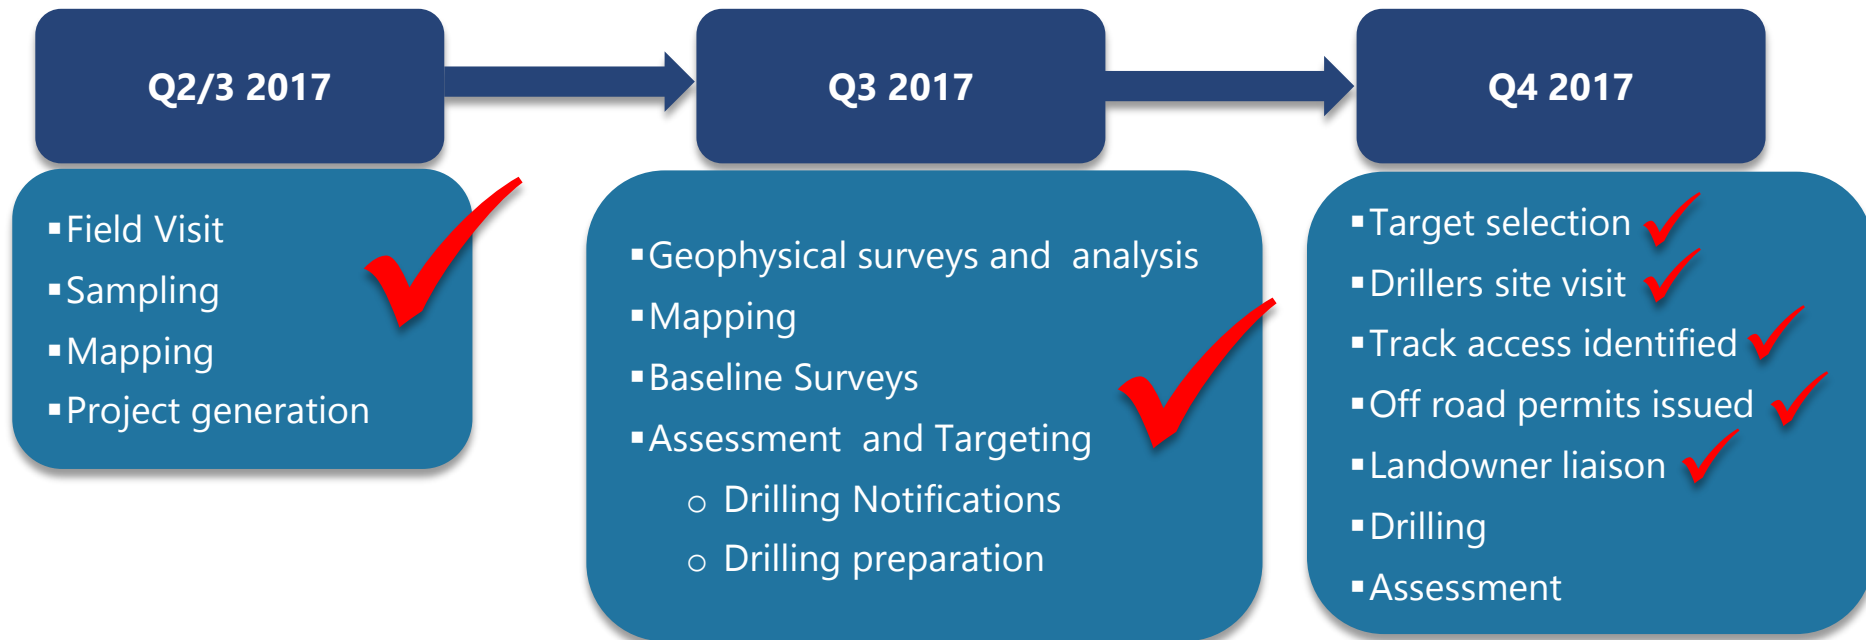 Q2/3 2017
▪Field Visit
▪Sampling
▪Mapping
▪Project generation
Q3 2017
▪Geophysical surveys and  analysis
▪Mapping
▪Baseline Surveys
▪Assessment  and Targeting
o Drilling Notifications
o Drilling preparation
Q4 2017
▪Target selection
▪Drillers site visit
▪Track access identified
▪Off road permits issued
▪Landowner liaison
▪Drilling
▪Assessment